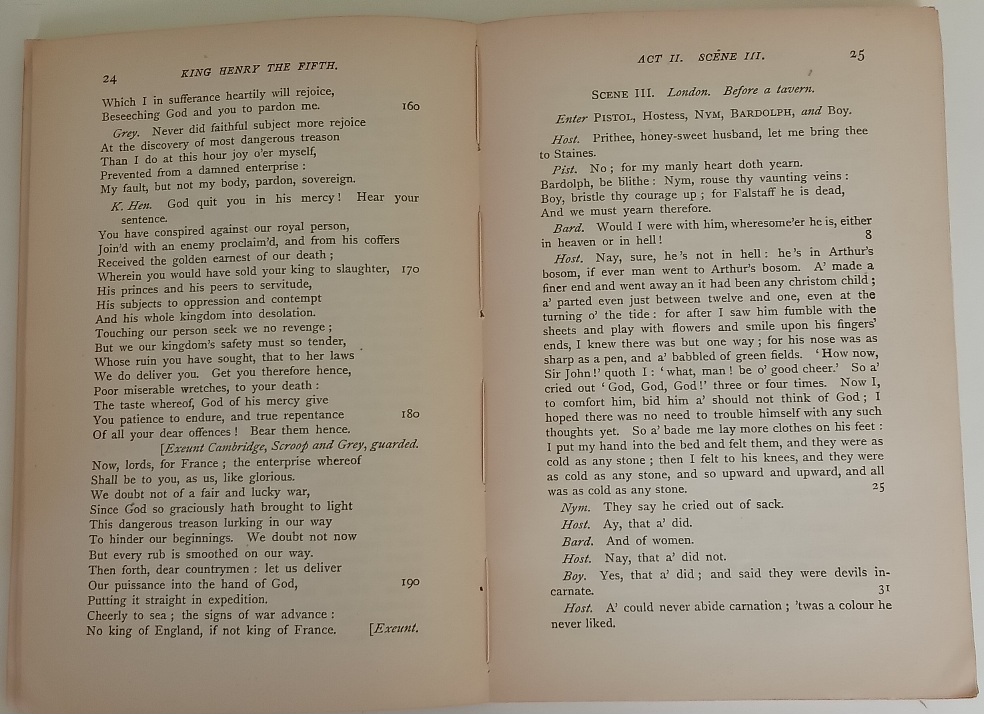 24
KING HENRY THE FIFTH.
Which I in sufferance heartily will rejoice,
Beseeching God and you to pardon me. 160
Grey. Never did faithful subject more rejoice
At the discovery of most dangerous treason
Than I do at this hour joy o'er myself,
Prevented from a damned enterprise :
My fault, but not my body, pardon, sovereign.
K. Hen. God quit you in his mercy ! Hear your
sentence.
You have conspired against our royal person,
Join'd with an enemy proclaim'd, and from his coffers
Received the golden earnest of our death ;
Wherein you would have sold your king to slaughter, 170
His princes and his peers to servitude,
His subjects to oppression and contempt
And his whole kingdom into desolation.
Touching our person seek we no revenge ;
But we our kingdom's safety must so tender,
Whose ruin you have sought, that to her laws
We do deliver you. Get you therefore hence,
Poor miserable wretches, to your death :
The taste whereof, God of his mercy give
You patience to endure, and true repentance 180
Of all your dear offences ! Bear them hence.
[Exeunt Cambridge, Scroop and Grey, guarded.
Now, lords, for France ; the enterprise whereof
Shall be to you, as us, like glorious.
We doubt not of a fair and lucky war,
Since God so graciously hath brought to light
This dangerous treason lurking in our way
To hinder our beginnings. We doubt not now
But every rub is smoothed on our way.
Then forth, dear countrymen : let us deliver
Our puissance into the hand of God, 190
Putting it straight in expedition.
Cheerly to sea ; the signs of war advance :
No king of England, if not king of France. [Exeunt.
ACT II. SCENE III. 25
SCENE III. London. Before a tavern.
Enter PISTOL, Hostess, NYM, BARDOLPH, and Boy.
Host. Prithee, honey-sweet husband, let me bring thee
to Staines.
Pist. No ; for my manly heart doth yearn.
Bardolph, be blithe : Nym, rouse thy vaunting veins :
Boy, bristle thy courage up ; for Falstaff he is dead,
And we must yearn therefore.
Bard. Would I were with him, wheresome'er he is, either
in heaven or in hell ! 8
Host. Nay, sure, he's not in hell : he's in Arthur's
bosom, if ever man went to Arthur's bosom. A' made a
finer end and went away an it had been any christom child ;
a' parted even just between twelve and one, even at the
turning o' the tide : for after I saw him fumble with the
sheets and play with flowers and smile upon his fingers'
ends, I knew there was but one way ; for his nose was as
sharp as a pen, and a' babbled of green fields. 'How now,
Sir John !' quoth I : 'what, man ! be o' good cheer.' So a'
cried out 'God, God, God !' three or four times. Now I,
to comfort him, bid him a' should not think of God ; I
hoped there was no need to trouble himself with any such
thoughts yet. So a' bade me lay more clothes on his feet :
I put my hand into the bed and felt them, and they were as
cold as any stone ; then I felt to his knees, and they were
as cold as any stone, and so upward and upward, and all
was as cold as any stone. 25
Nym. They say he cried out of sack.
Host. Ay, that a' did.
Bard. And of women.
Host. Nay, that a' did not.
Boy. Yes, that a' did ; and said they were devils in-
carnate. 31
Host. A' could never abide carnation ; 'twas a colour he
never liked.